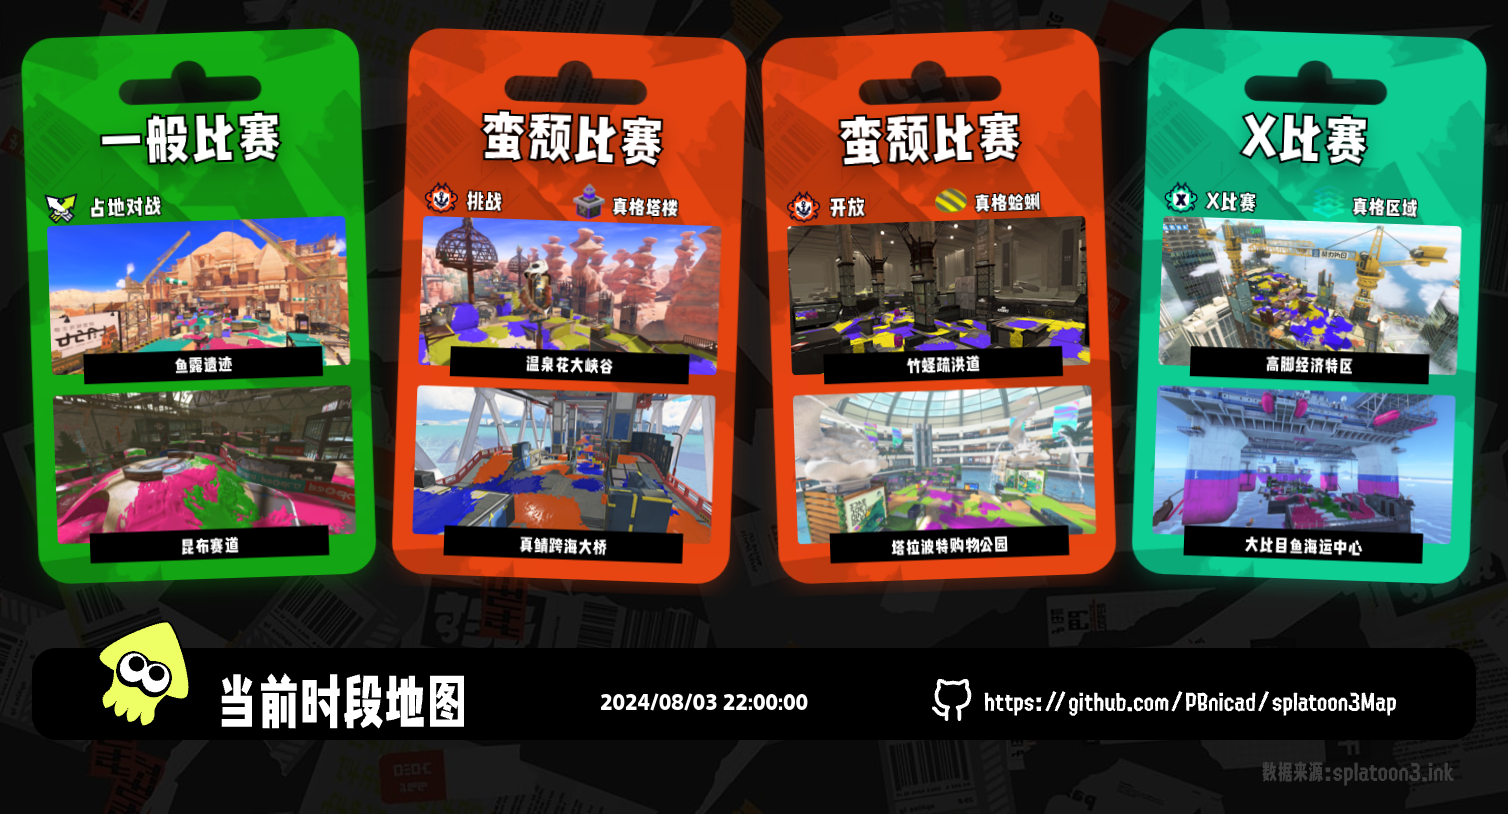 一般比赛
占地对战
鱼露遗迹
昆布赛道
蛮颓比赛
挑战
真格塔楼
温泉花大峡谷
真鲷跨海大桥
蛮颓比赛
开放
真格蛤蜊
竹蛏疏洪道
塔拉波特购物公园
X比赛
X比赛
真格区域
高脚经济特区
大比目鱼海运中心
当前时段地图
2024/08/03 22:00:00
https://github.com/PBnicad/splatoon3Map
数据来源:splatoon3.ink